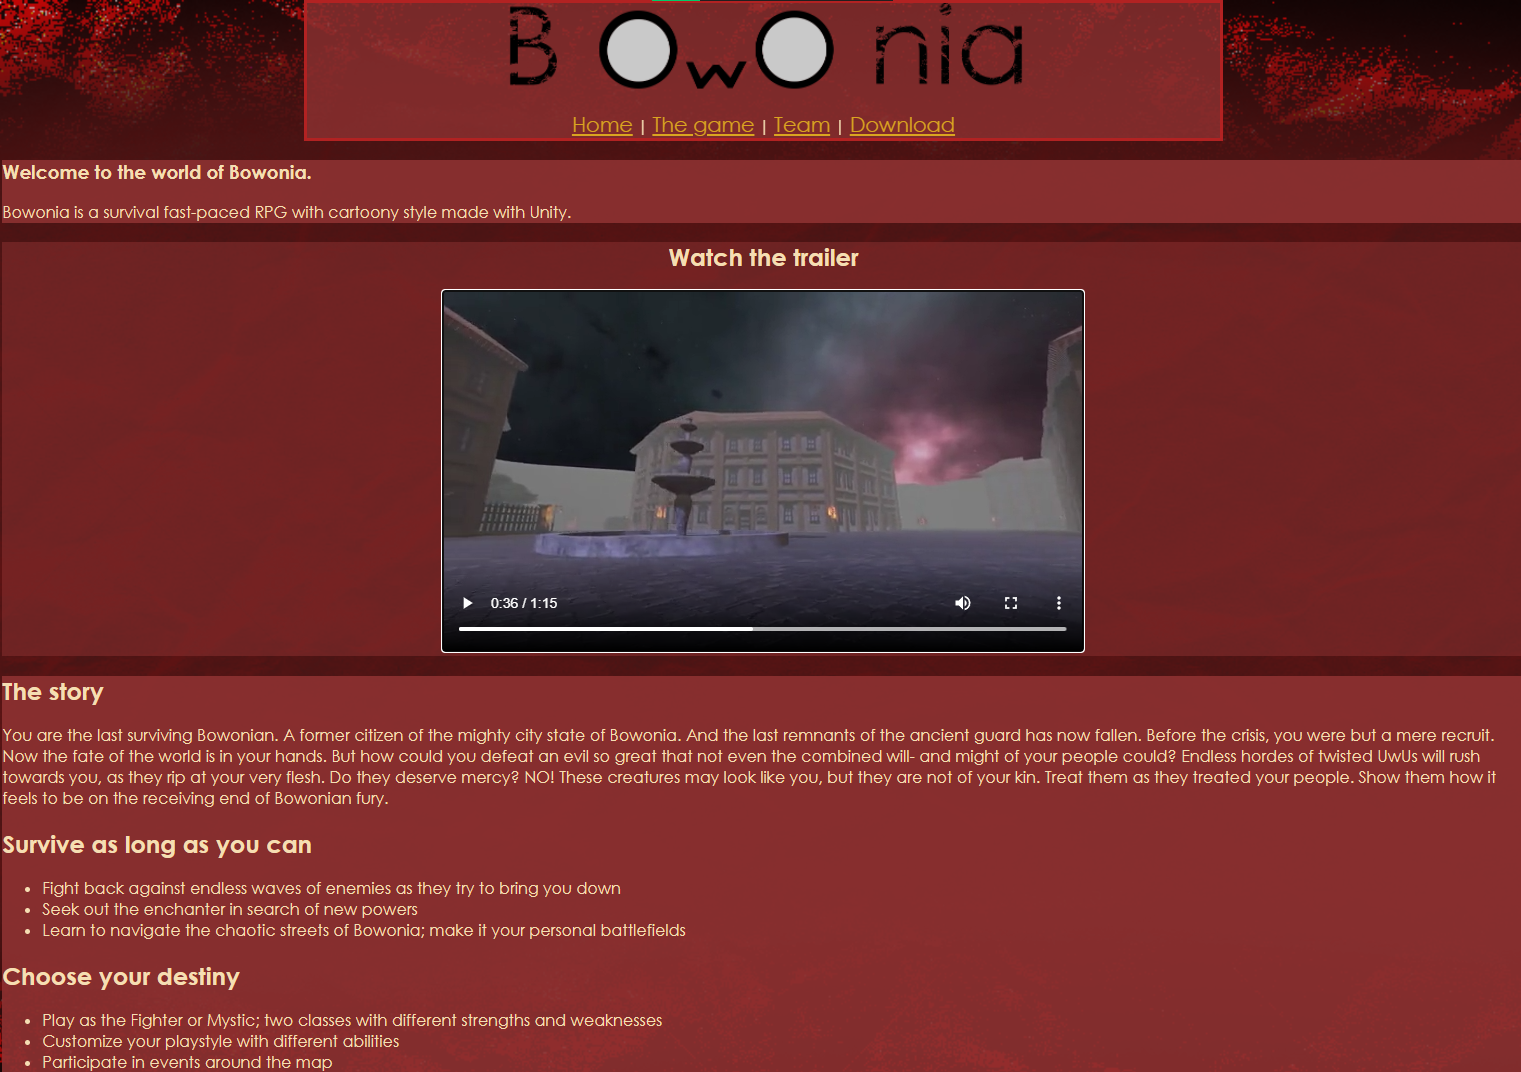 B OwO nia
Home | The game | Team | Download
Welcome to the world of Bowonia.
Bowonia is a survival fast-paced RPG with cartoony style made with Unity.
Watch the trailer
0:36 / 1:15
The story
You are the last surviving Bowonian. A former citizen of the mighty city state of Bowonia. And the last remnants of the ancient guard has now fallen. Before the crisis, you were but a mere recruit.
Now the fate of the world is in your hands. But how could you defeat an evil so great that not even the combined will- and might of your people could? Endless hordes of twisted UwUs will rush
towards you, as they rip at your very flesh. Do they deserve mercy? NO! These creatures may look like you, but they are not of your kin. Treat them as they treated your people. Show them how it
feels to be on the receiving end of Bowonian fury.
Survive as long as you can
• Fight back against endless waves of enemies as they try to bring you down
• Seek out the enchanter in search of new powers
• Learn to navigate the chaotic streets of Bowonia; make it your personal battlefields
Choose your destiny
• Play as the Fighter or Mystic; two classes with different strengths and weaknesses
• Customize your playstyle with different abilities
• Participate in events around the map